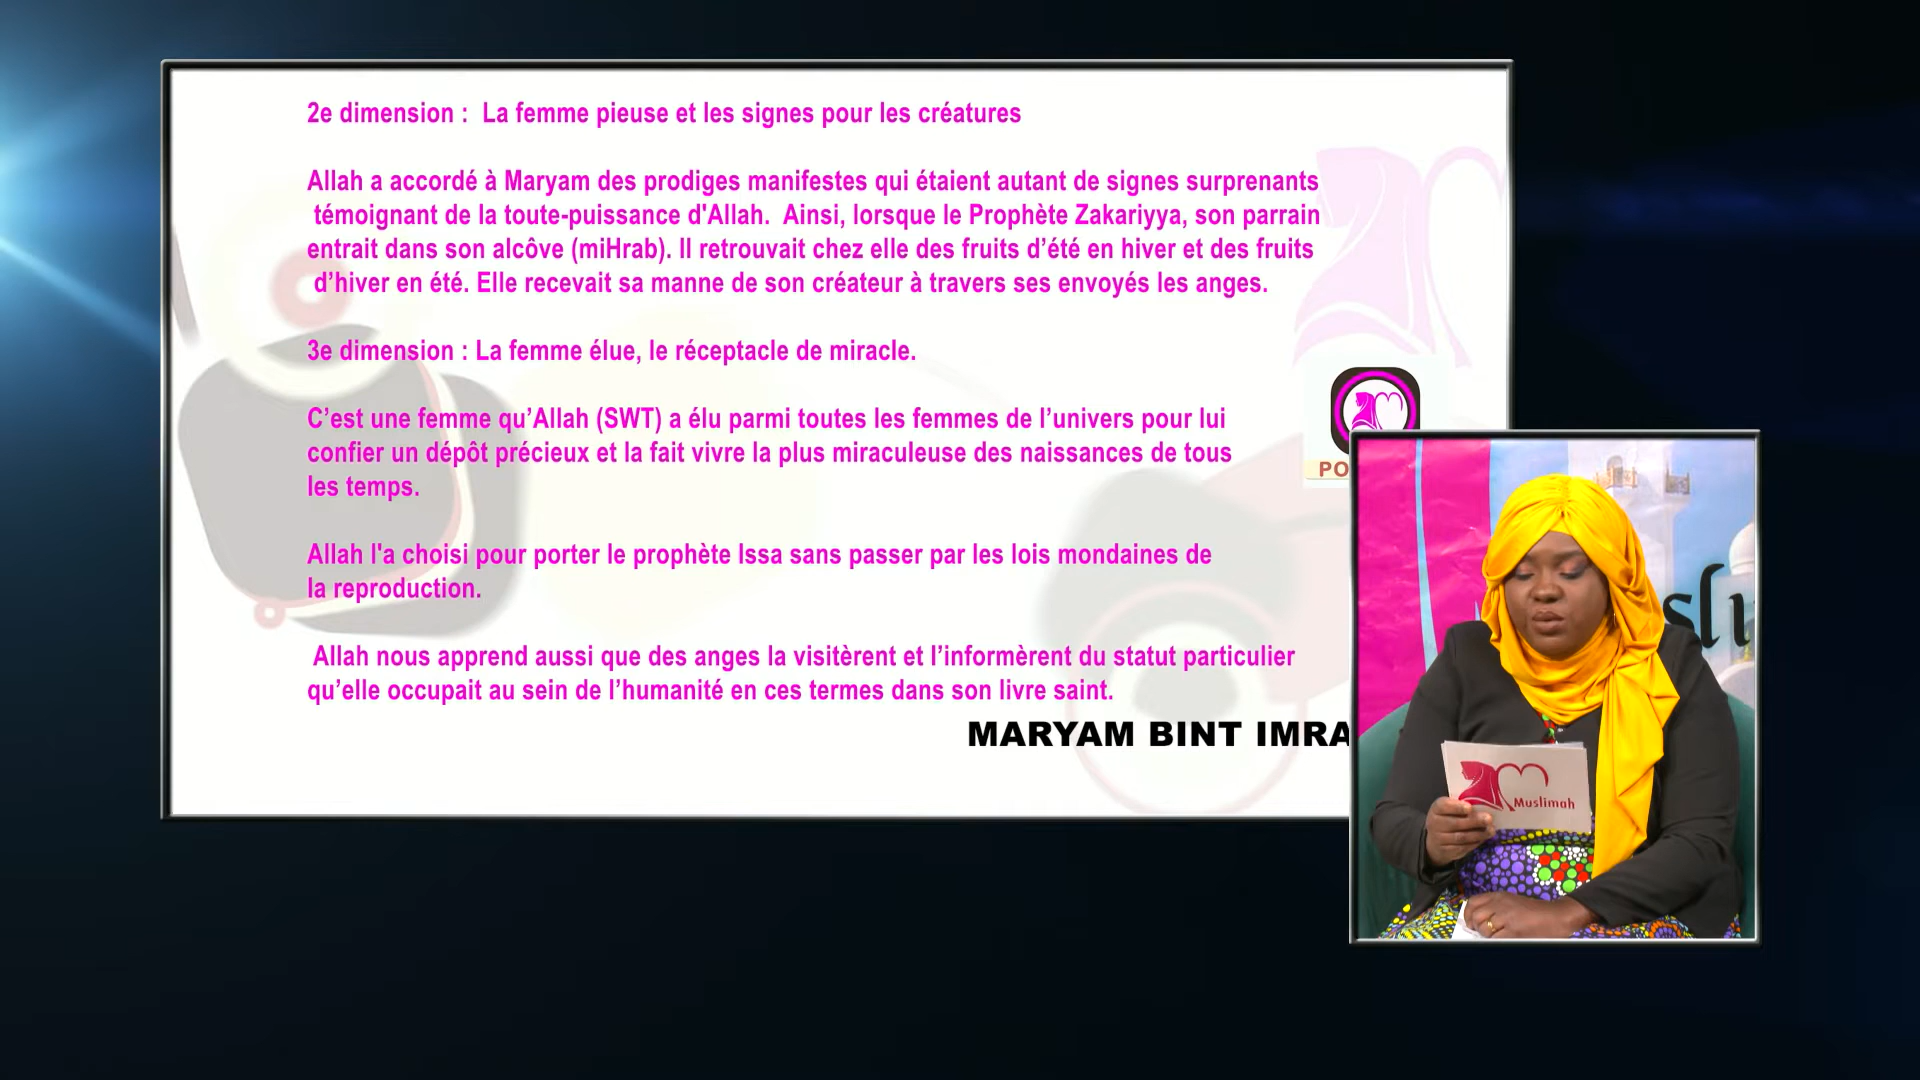 2e dimension :  La femme pieuse et les signes pour les créatures
Allah a accordé à Maryam des prodiges manifestes qui étaient autant de signes surprenants
témoignant de la toute-puissance d'Allah.  Ainsi, lorsque le Prophète Zakariyya, son parrain
entrait dans son alcôve (miHrab). Il retrouvait chez elle des fruits d’été en hiver et des fruits
d’hiver en été. Elle recevait sa manne de son créateur à travers ses envoyés les anges.
3e dimension : La femme élue, le réceptacle de miracle.
C’est une femme qu’Allah (SWT) a élu parmi toutes les femmes de l’univers pour lui
confier un dépôt précieux et la fait vivre la plus miraculeuse des naissances de tous
les temps.
Allah l'a choisi pour porter le prophète Issa sans passer par les lois mondaines de
la reproduction.
Allah nous apprend aussi que des anges la visitèrent et l’informèrent du statut particulier
qu’elle occupait au sein de l’humanité en ces termes dans son livre saint.
MARYAM BINT IMRA
PO
Muslimah